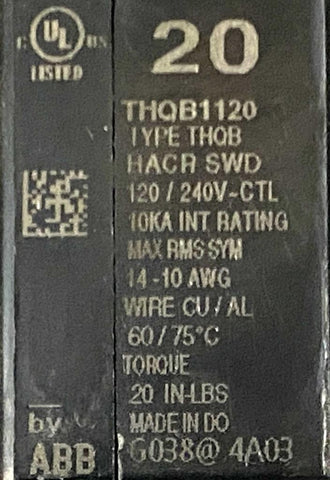 C UL US
LISTED
20
THQB1120
TYPE THQB
HACR SWD
120 / 240V-CTL
10KA INT RATING
MAX RMS SYM
14-10 AWG
WIRE CU / AL
60 / 75°C
TORQUE
20 IN-LBS
MADE IN DO
G038@ 4A03
by
ABB